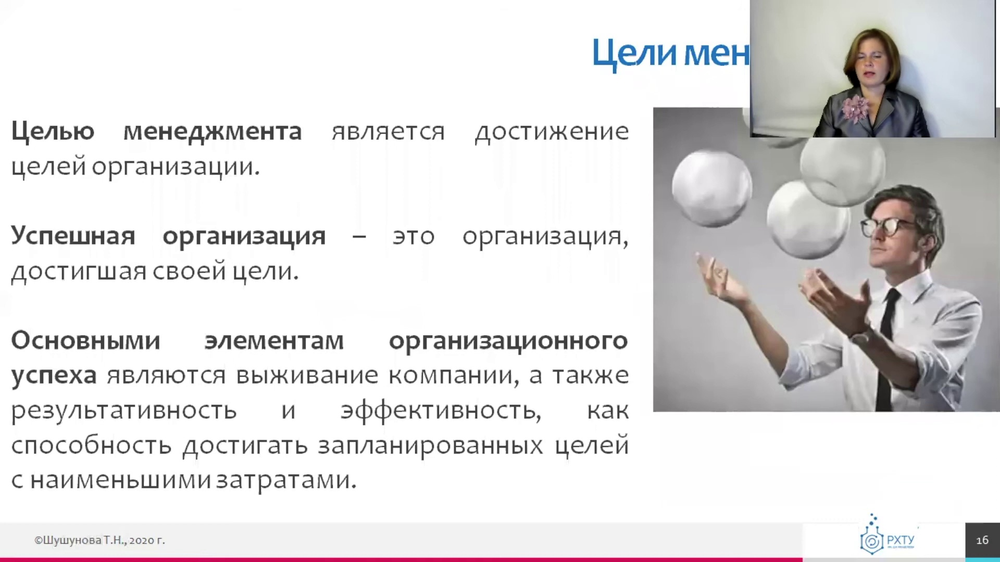 Цели мен
Целью менеджмента является достижение
целей организации.
Успешная организация – это организация,
достигшая своей цели.
Основными элементам организационного
успеха являются выживание компании, а также
результативность и эффективность, как
способность достигать запланированных целей
с наименьшими затратами.
©Шушунова Т.Н., 2020 г.
РХТУ
16